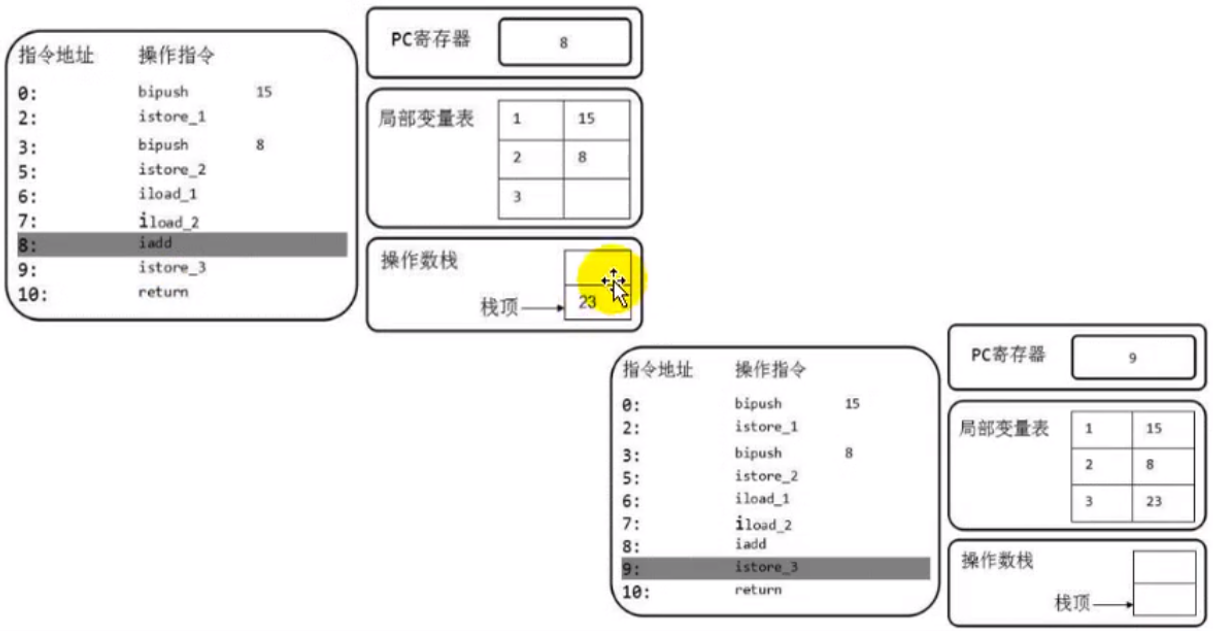 指令地址 操作指令
0: bipush 15
2: istore_1
3: bipush 8
5: istore_2
6: iload_1
7: iload_2
8: iadd
9: istore_3
10: return
PC寄存器 8
局部变量表 1 15
2 8
3
操作数栈
栈顶 23
指令地址 操作指令
0: bipush 15
2: istore_1
3: bipush 8
5: istore_2
6: iload_1
7: iload_2
8: iadd
9: istore_3
10: return
PC寄存器 9
局部变量表 1 15
2 8
3 23
操作数栈
栈顶